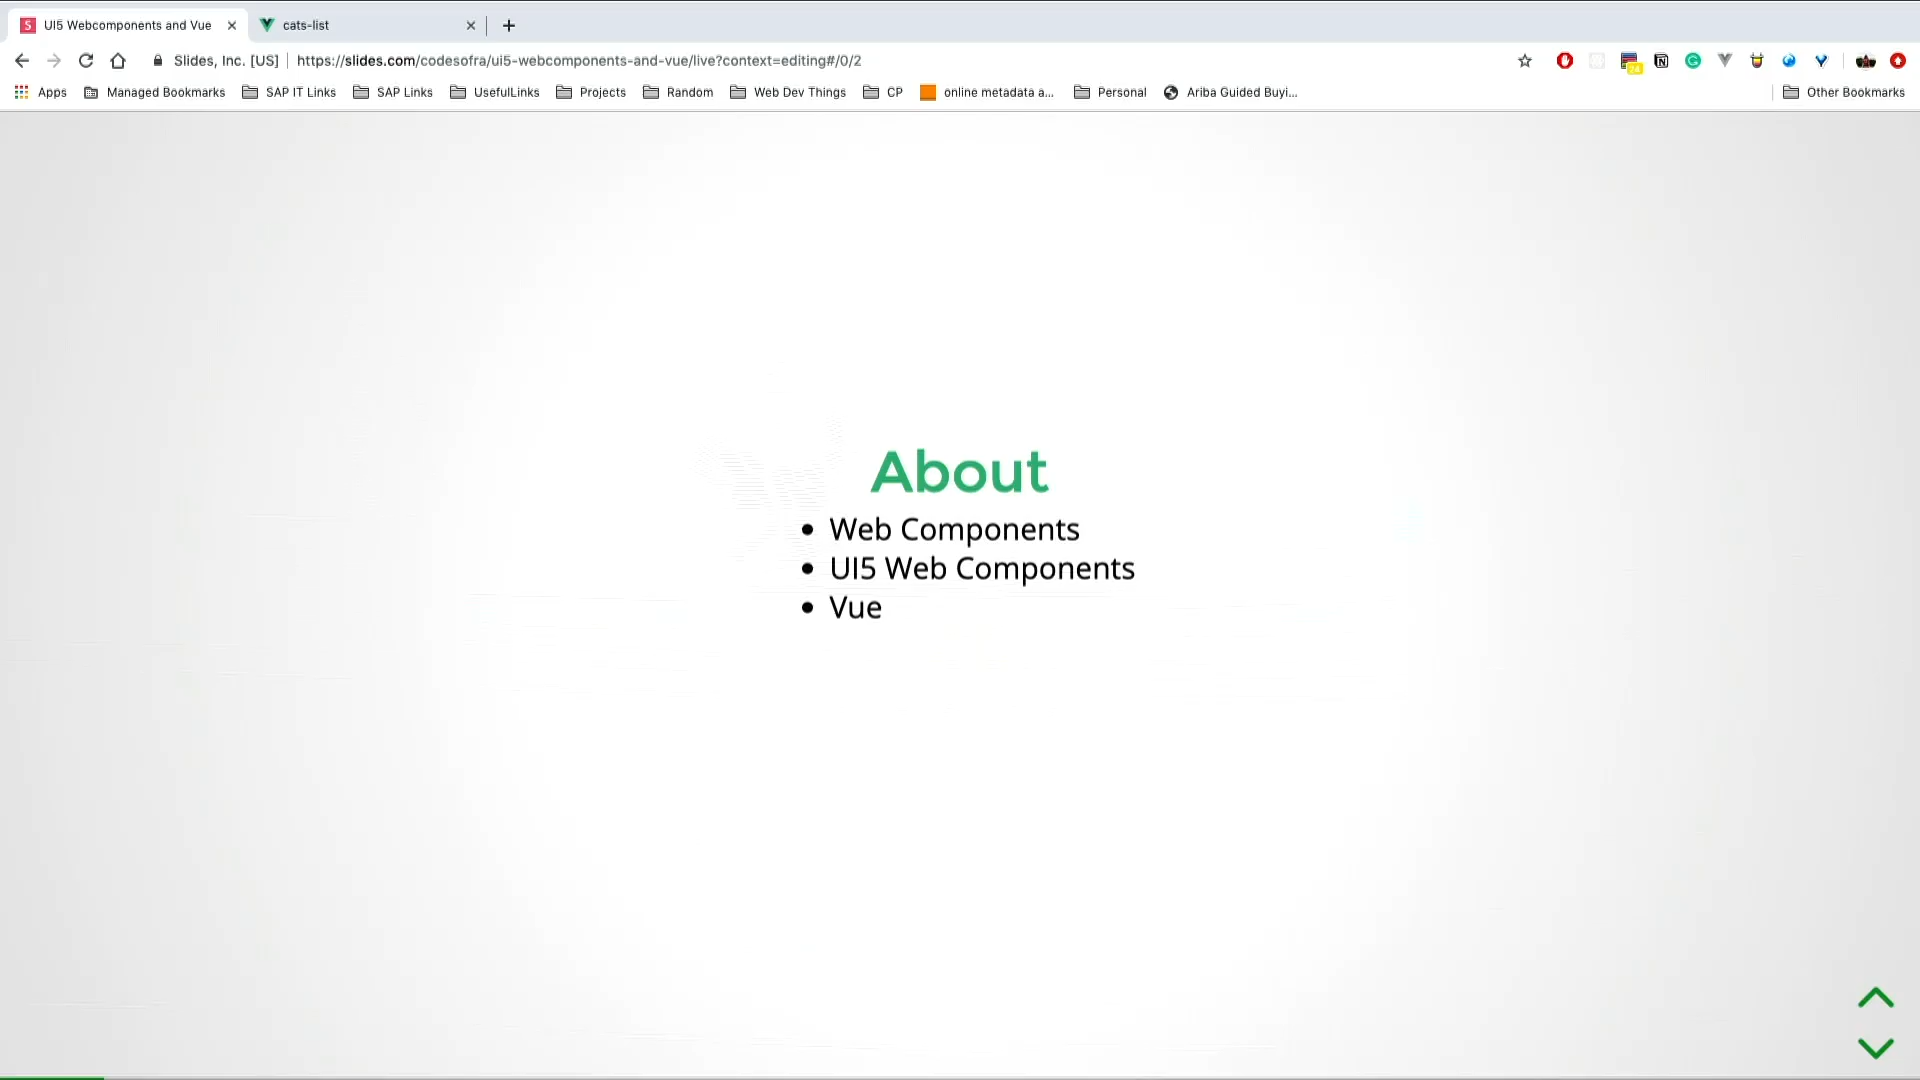 UI5 Webcomponents and Vue
cats-list
Slides, Inc. [US]
https://slides.com/codesofra/ui5-webcomponents-and-vue/live?context=editing#/0/2
24
Apps
Managed Bookmarks
SAP IT Links
SAP Links
UsefulLinks
Projects
Random
Web Dev Things
CP
online metadata a...
Personal
Ariba Guided Buyi...
Other Bookmarks
About
Web Components
UI5 Web Components
Vue